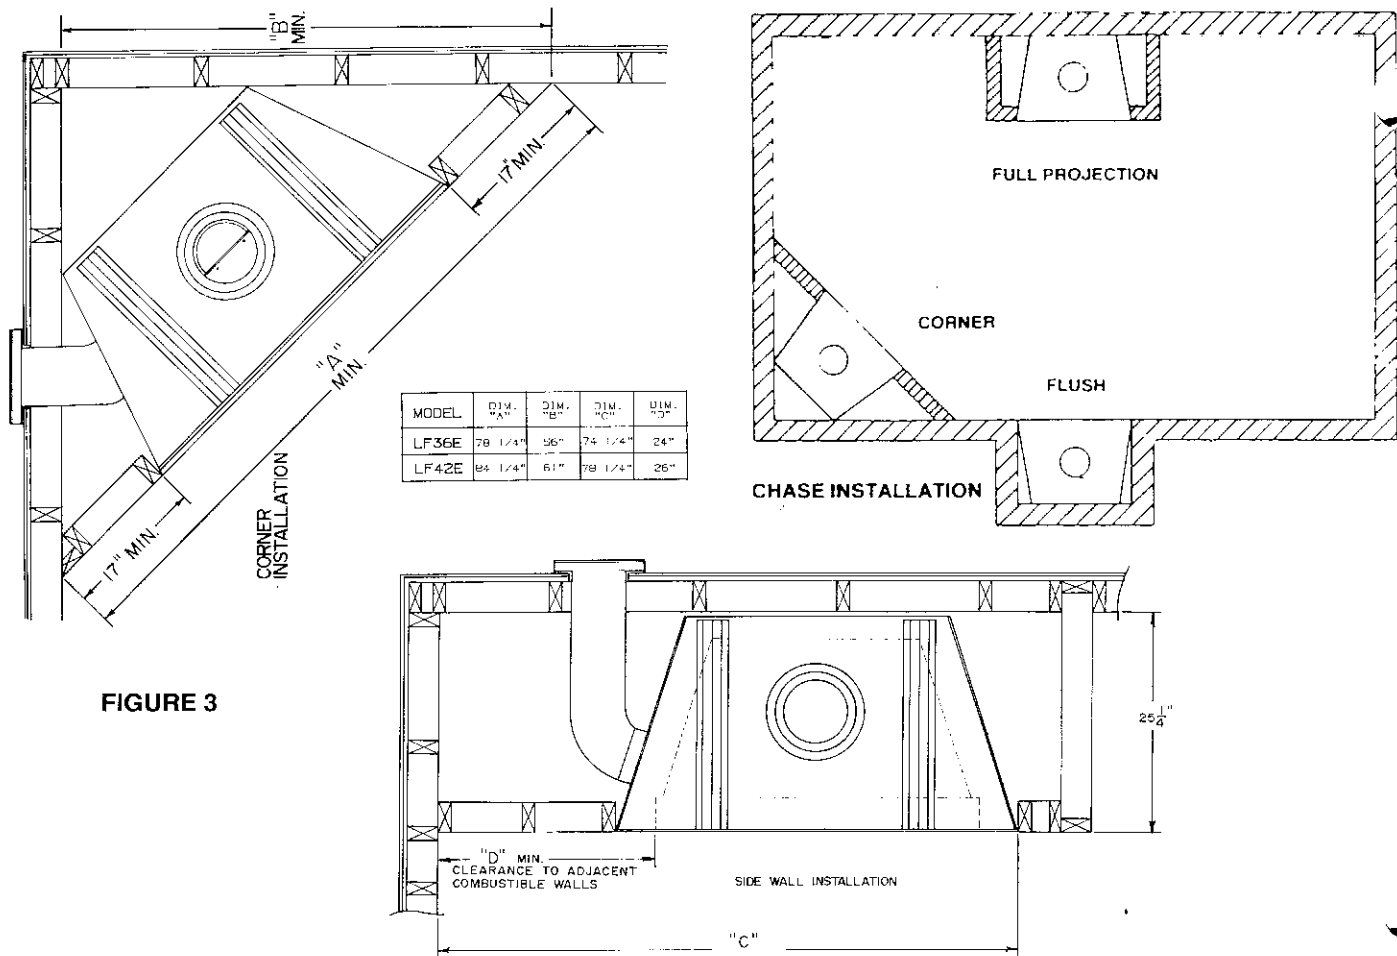 "B"
MIN.
17" MIN.
"A"
MIN.
17" MIN.
CORNER
INSTALLATION
MODEL DIM. "A" DIM. "B" DIM. "C" DIM. "D"
LF36E 78 1/4" 56" 74 1/4" 24"
LF42E 84 1/4" 61" 78 1/4" 26"
FULL PROJECTION
CORNER
FLUSH
CHASE INSTALLATION
FIGURE 3
25 1/4"
"D" MIN.
CLEARANCE TO ADJACENT
COMBUSTIBLE WALLS
SIDE WALL INSTALLATION
"C"